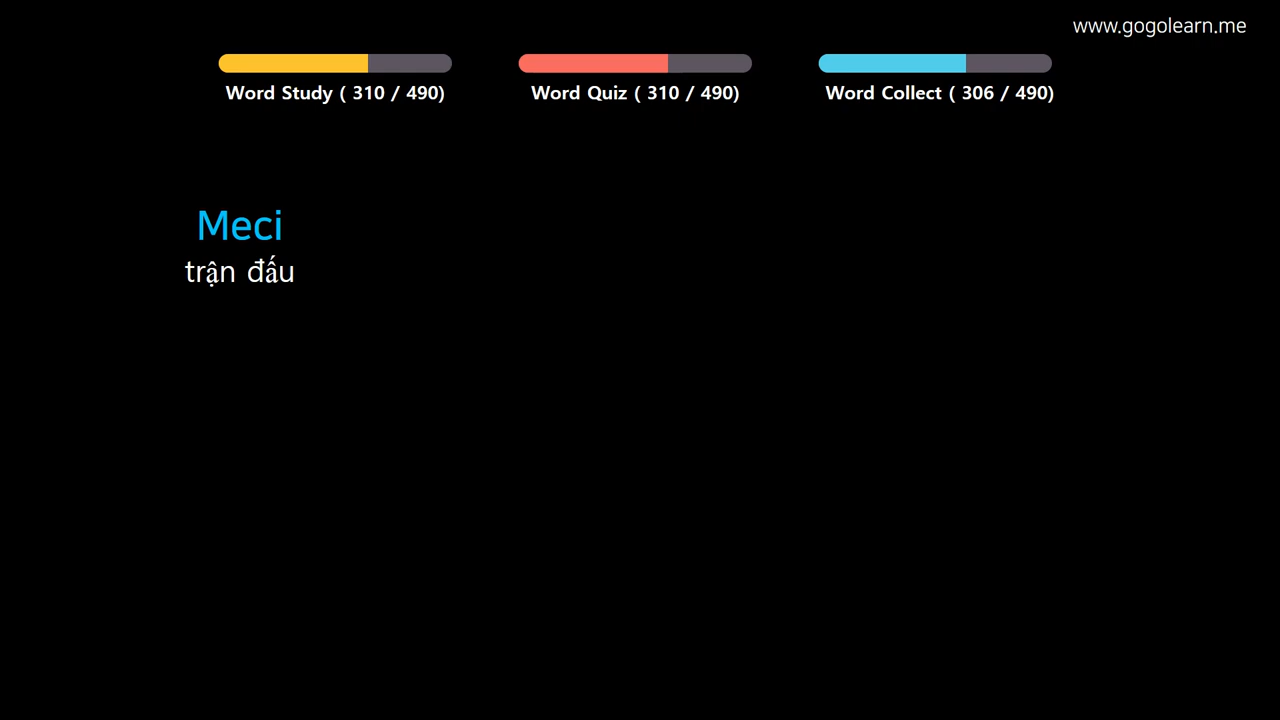 www.gogolearn.me
Word Study ( 310 / 490)
Word Quiz ( 310 / 490)
Word Collect ( 306 / 490)
Meci
trận đấu